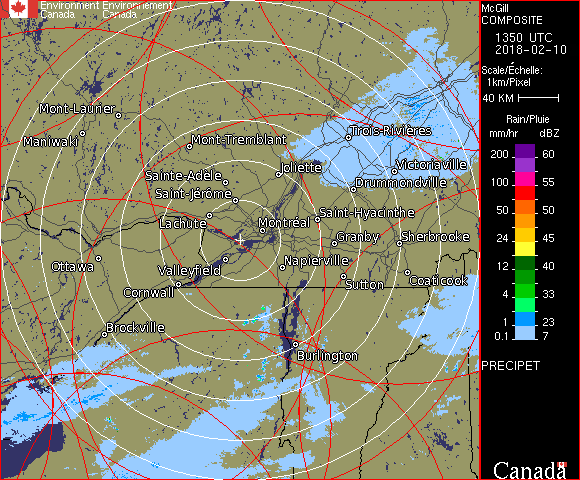 Environment Environnement
Canada Canada
McGill
COMPOSITE
1350 UTC
2018-02-10
Scale/Échelle:
1km/Pixel
40 KM
Rain/Pluie
mm/hr dBZ
200 60
100 55
50 50
24 45
12 40
4 33
1 23
0.1 7
PRECIPET
Canada
Mont-Laurier
Maniwaki
Mont-Tremblant
Trois-Rivières
Joliette
Victoriaville
Sainte-Adèle
Drummondville
Saint-Jérôme
Saint-Hyacinthe
Lachute
Montréal
Granby
Sherbrooke
Ottawa
Valleyfield
Napierville
Coaticook
Cornwall
Sutton
Brockville
Burlington